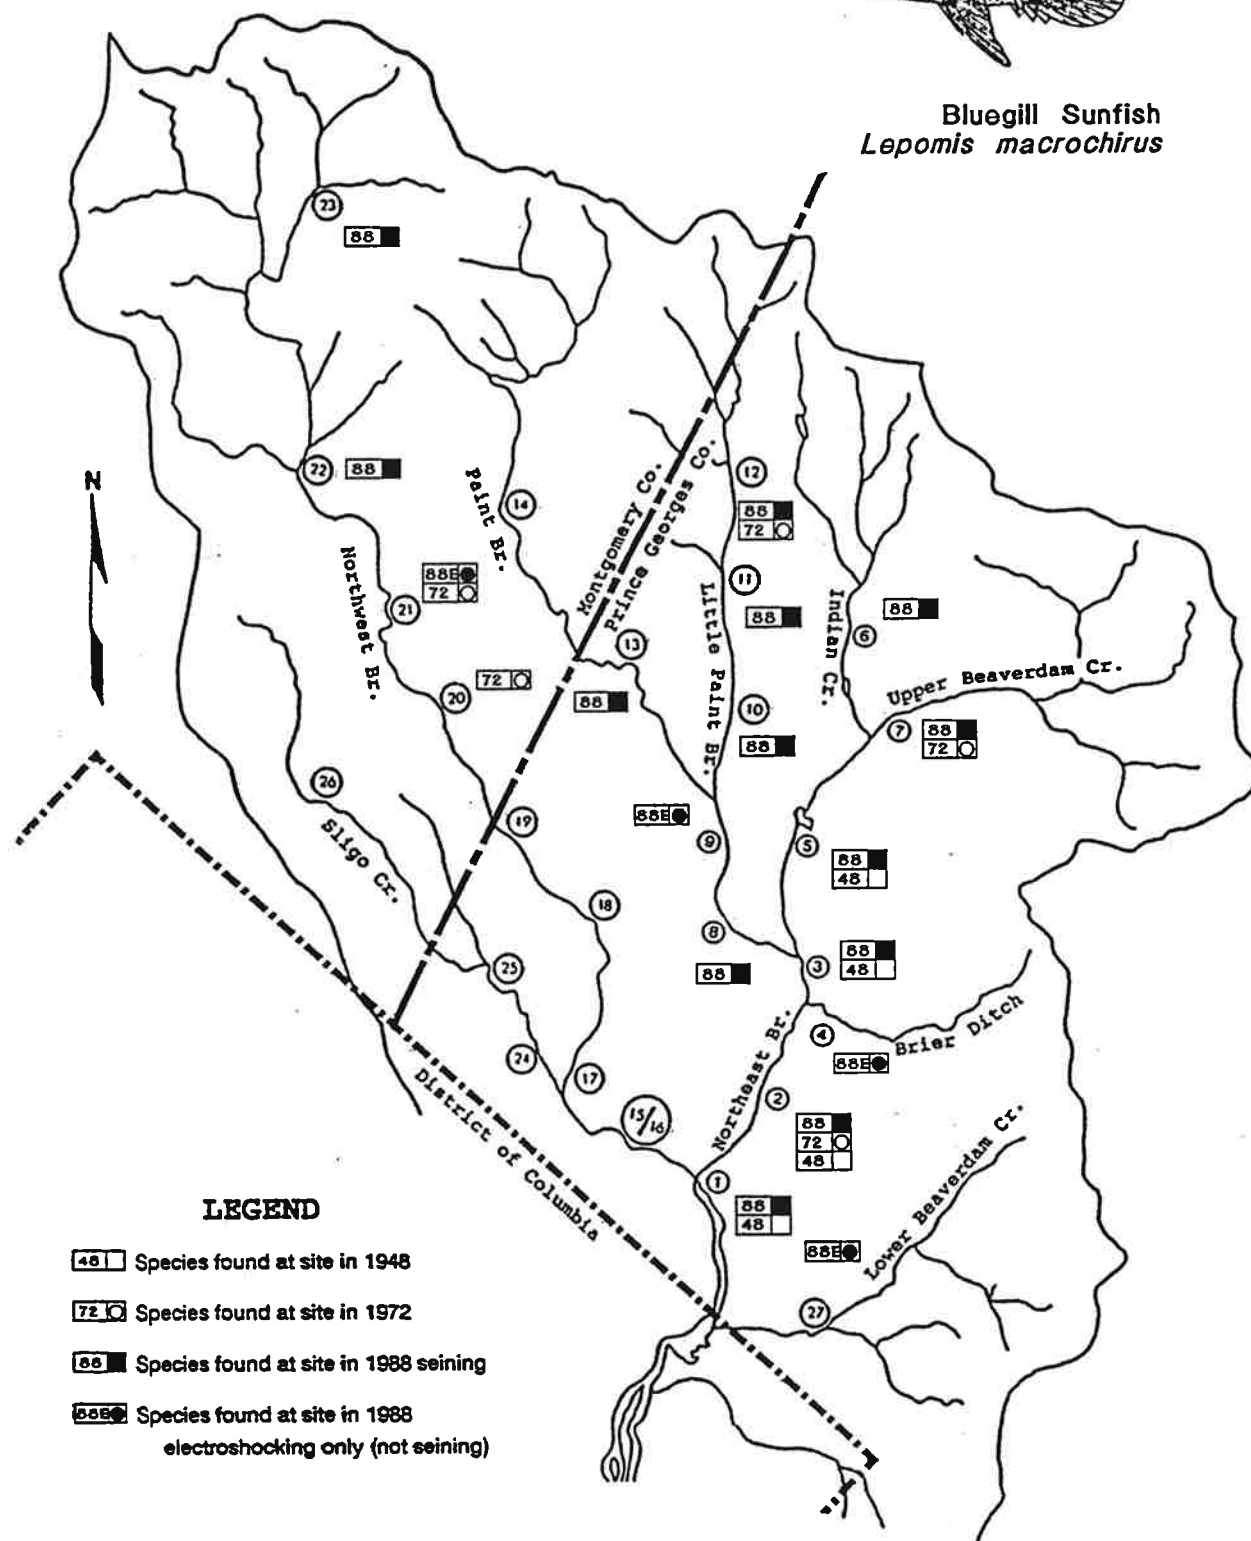 Bluegill Sunfish
Lepomis macrochirus
23
88
22
88
N
Paint Br.
14
Montgomery Co.
Prince Georges Co.
12
88
72
Northwest Br.
88E
72
21
11
88
Little Paint Br.
Indian Cr.
88
6
13
Upper Beaverdam Cr.
72
20
88
10
88
7
88
72
26
Sligo Cr.
19
88E
9
5
88
48
18
8
88
3
88
48
25
Brier Ditch
4
88E
24
17
15/16
Northeast Br.
2
88
72
48
District of Columbia
1
88
48
Lower Beaverdam Cr.
88E
27
LEGEND
48 Species found at site in 1948
72 Species found at site in 1972
88 Species found at site in 1988 seining
88E Species found at site in 1988
electroshocking only (not seining)